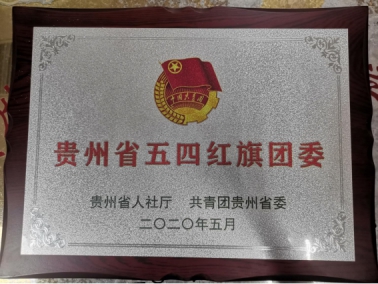 贵州省五四红旗团委
贵州省人社厅 共青团贵州省委
二〇二〇年五月